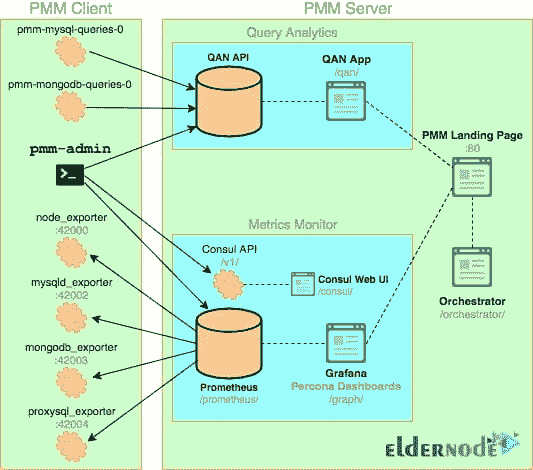 PMM Client
pmm-mysql-queries-0
pmm-mongodb-queries-0
pmm-admin
node_exporter
:42000
mysqld_exporter
:42002
mongodb_exporter
:42003
proxysql_exporter
:42004
PMM Server
Query Analytics
QAN API
QAN App
/qan/
PMM Landing Page
:80
Metrics Monitor
Consul API
/v1/
Consul Web UI
/consul/
Prometheus
/prometheus/
Grafana
Percona Dashboards
/graph/
Orchestrator
/orchestrator/
eldernode